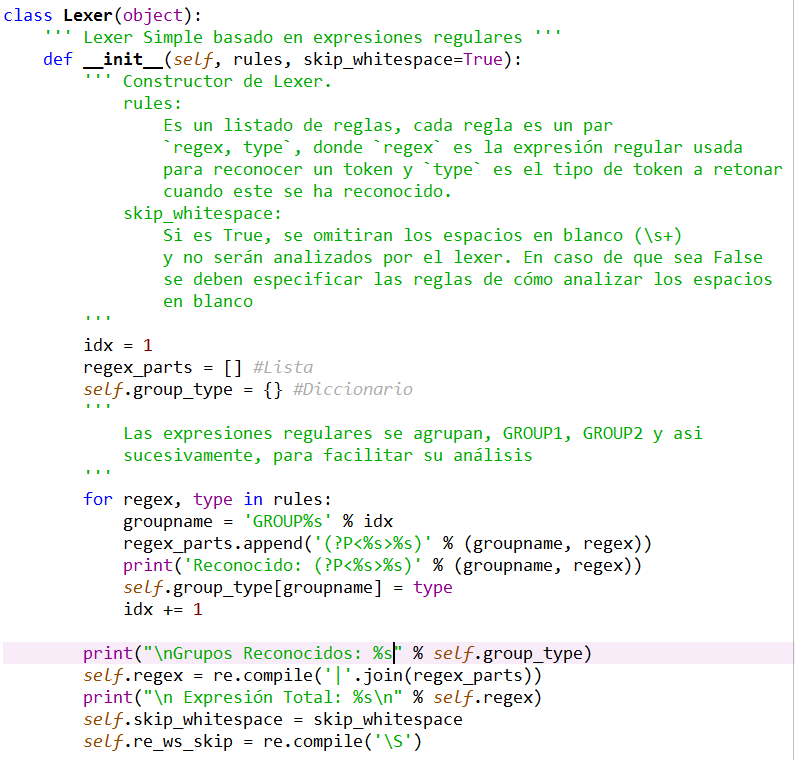 class Lexer(object):
    ''' Lexer Simple basado en expresiones regulares '''
    def __init__(self, rules, skip_whitespace=True):
        ''' Constructor de Lexer.
            rules:
                Es un listado de reglas, cada regla es un par
                `regex, type`, donde `regex` es la expresión regular usada
                para reconocer un token y `type` es el tipo de token a retonar
                cuando este se ha reconocido.
            skip_whitespace:
                Si es True, se omitiran los espacios en blanco (\s+)
                y no serán analizados por el lexer. En caso de que sea False
                se deben especificar las reglas de cómo analizar los espacios
                en blanco
        '''
        idx = 1
        regex_parts = [] #Lista
        self.group_type = {} #Diccionario
        '''
            Las expresiones regulares se agrupan, GROUP1, GROUP2 y asi
            sucesivamente, para facilitar su análisis
        '''
        for regex, type in rules:
            groupname = 'GROUP%s' % idx
            regex_parts.append('(?P<%s>%s)' % (groupname, regex))
            print('Reconocido: (?P<%s>%s)' % (groupname, regex))
            self.group_type[groupname] = type
            idx += 1

        print("\nGrupos Reconocidos: %s" % self.group_type)
        self.regex = re.compile('|'.join(regex_parts))
        print("\n Expresión Total: %s\n" % self.regex)
        self.skip_whitespace = skip_whitespace
        self.re_ws_skip = re.compile('\S')